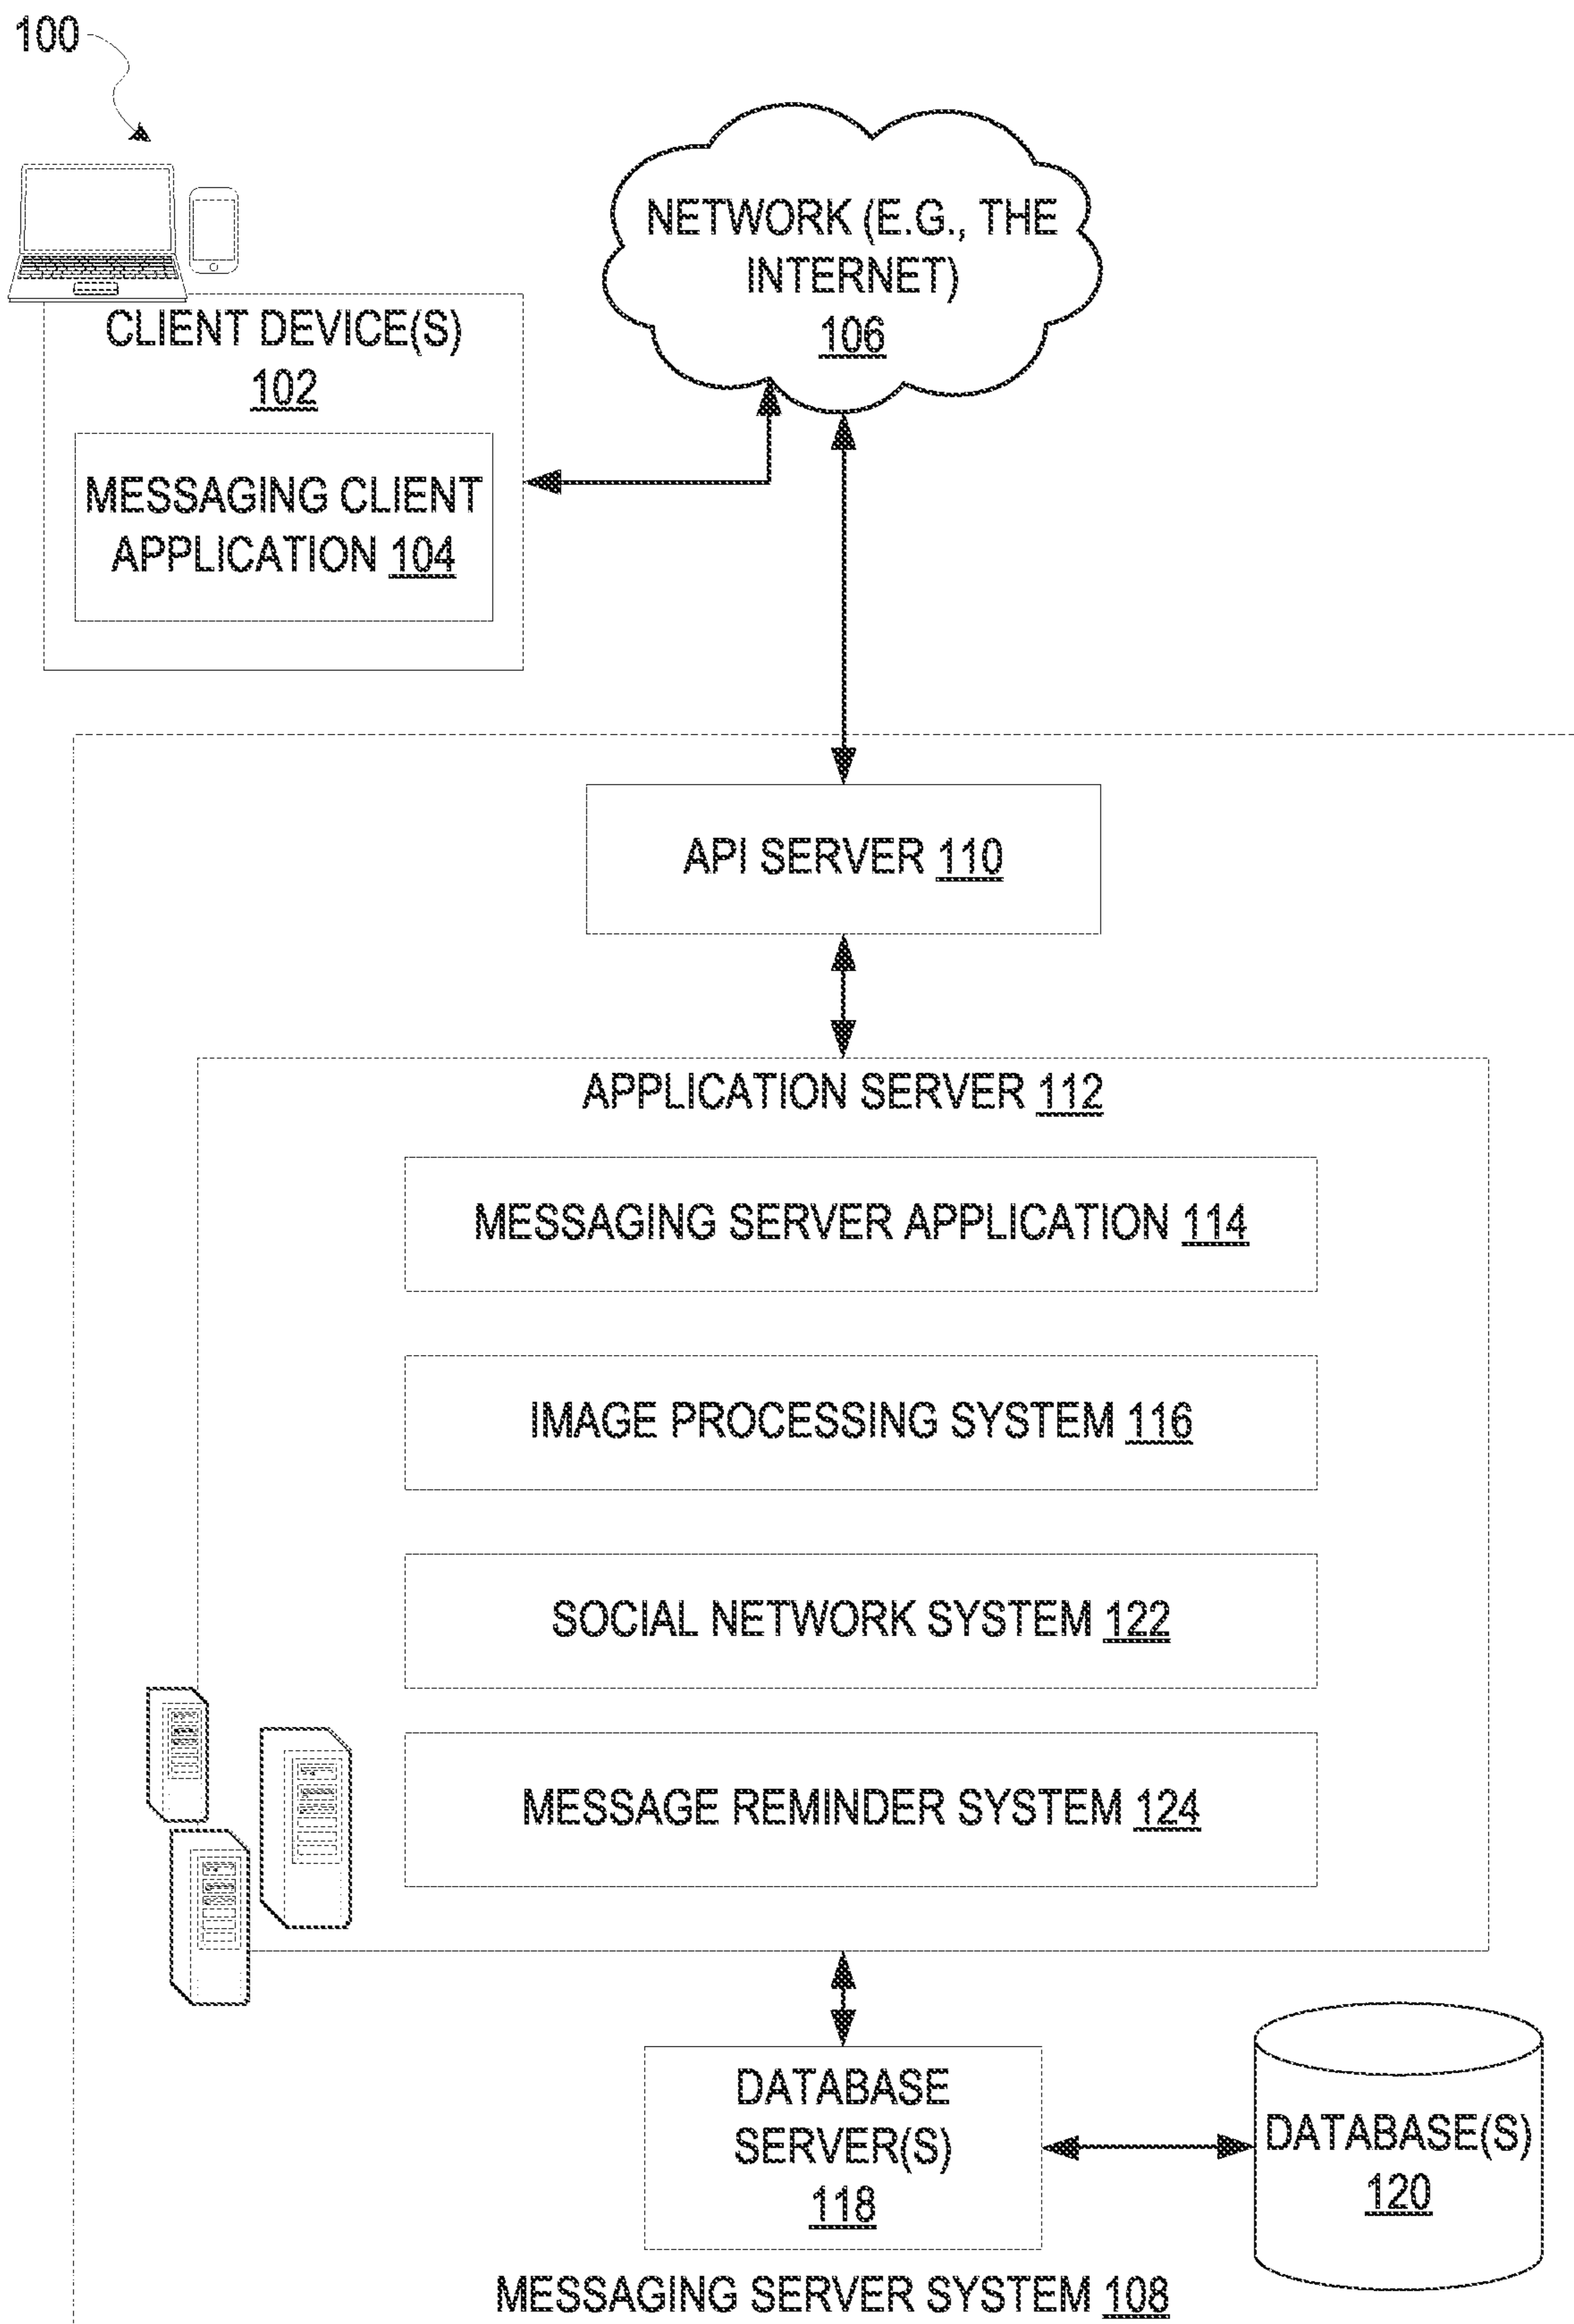 100
NETWORK (E.G., THE
INTERNET)
106
CLIENT DEVICE(S)
102
MESSAGING CLIENT
APPLICATION 104
API SERVER 110
APPLICATION SERVER 112
MESSAGING SERVER APPLICATION 114
IMAGE PROCESSING SYSTEM 116
SOCIAL NETWORK SYSTEM 122
MESSAGE REMINDER SYSTEM 124
DATABASE
SERVER(S)
118
DATABASE(S)
120
MESSAGING SERVER SYSTEM 108